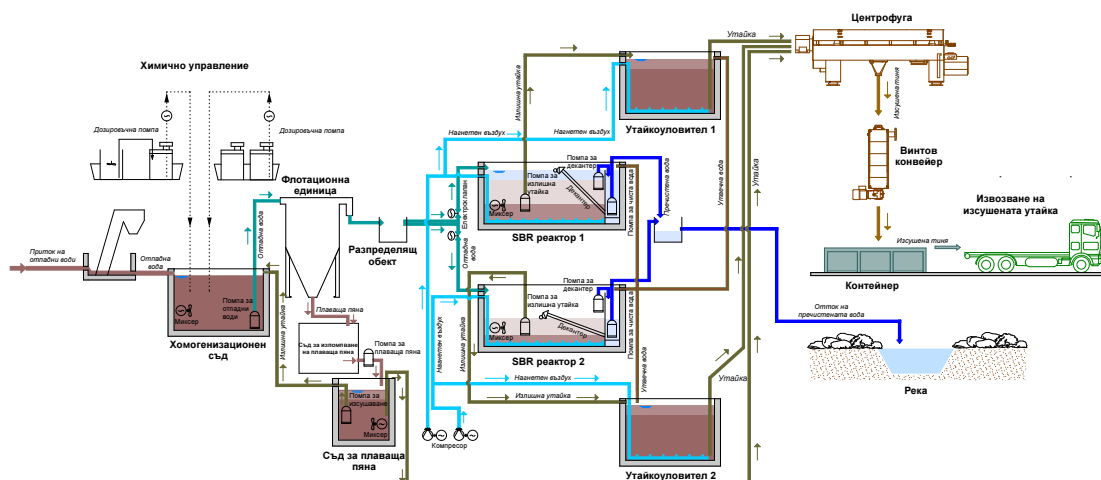 Химично управление
Дозировъчна помпа
Дозировъчна помпа
Приток на
отпадни води
Отпадна
вода
Миксер
Помпа за
отпадни
води
Хомогенизационен
съд
Отпадна вода
Флотационна
единица
Плаваща пяна
Съд за изпомпване
на плаваща пяна
Помпа за
плаваща пяна
Излишна утайка
Помпа за
изсушаване
Миксер
Съд за плаваща
пяна
Разпределящ
обект
Електроклапан
Отпадна
вода
Нагнетен въздух
Излишна утайка
Компресор
Нагнетен въздух
Нагнетен въздух
Излишна утайка
Утайкоуловител 1
Помпа за
декантер
Помпа за
излишна
утайка
Декантер
Миксер
SBR реактор 1
Помпа за чиста вода
Пречистена вода
Помпа за
декантер
Помпа за
излишна утайка
Декантер
Миксер
SBR реактор 2
Помпа за чиста вода
Утаечна вода
Нагнетен въздух
Излишна утайка
Утайкоуловител 2
Утайка
Утаечна вода
Утайка
Утайка
Центрофуга
Изсушена тиня
Винтов
конвейер
Изсушена тиня
Контейнер
Извозване на
изсушената утайка
Отток на
пречистената вода
Река